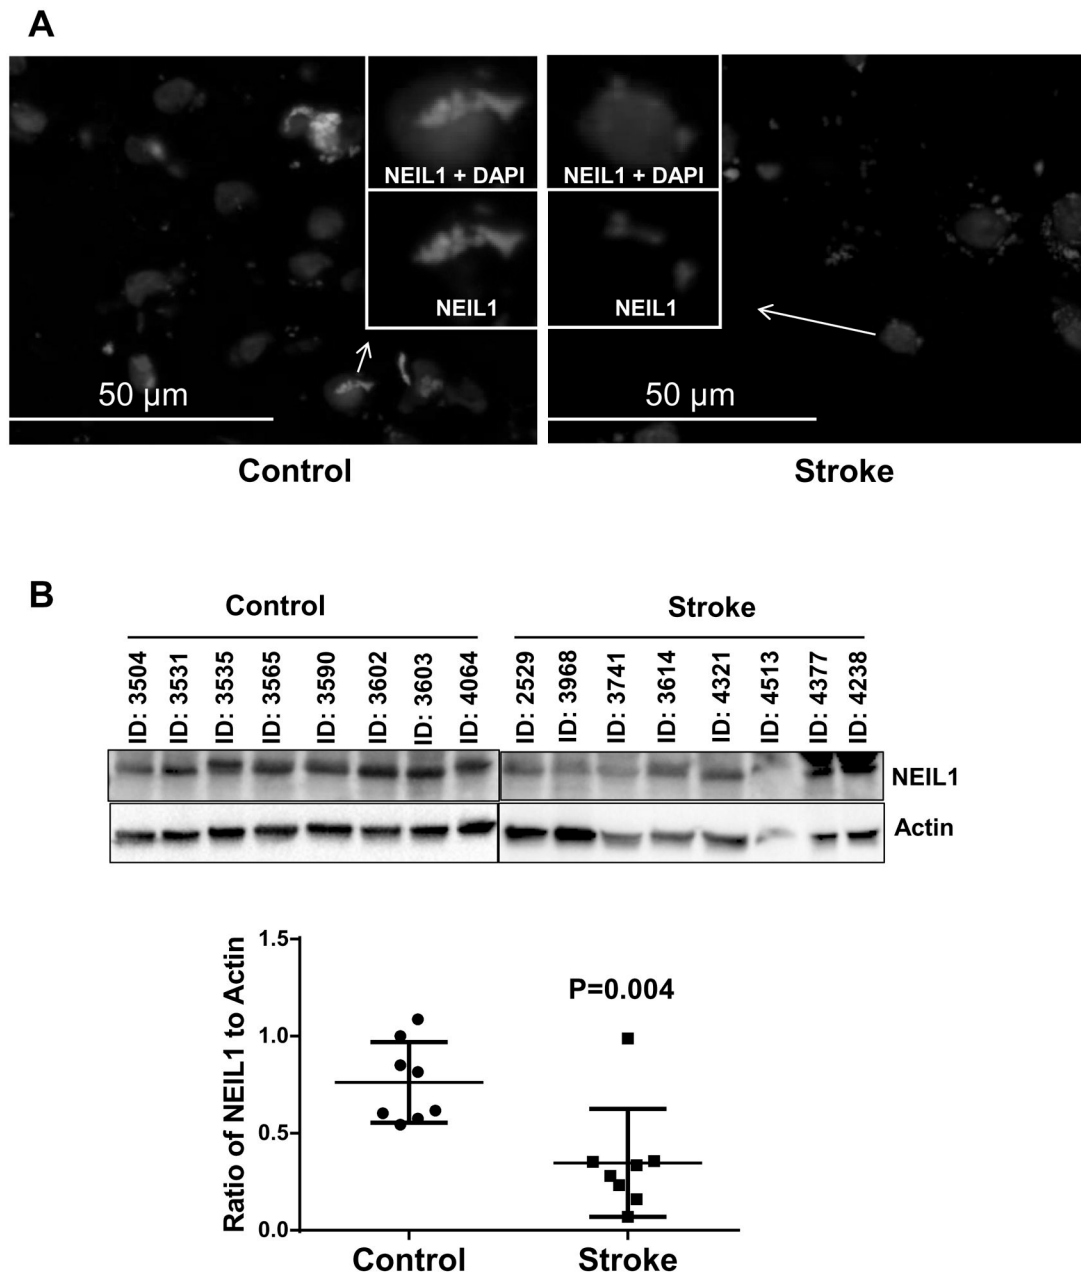 A
NEIL1 + DAPI
NEIL1
50 µm
Control
NEIL1 + DAPI
NEIL1
50 µm
Stroke
B
Control
Stroke
ID: 3504
ID: 3531
ID: 3535
ID: 3565
ID: 3590
ID: 3602
ID: 3603
ID: 4064
ID: 2529
ID: 3968
ID: 3741
ID: 3614
ID: 4321
ID: 4513
ID: 4377
ID: 4238
NEIL1
Actin
Ratio of NEIL1 to Actin
1.5
1.0
0.5
0.0
P=0.004
Control
Stroke